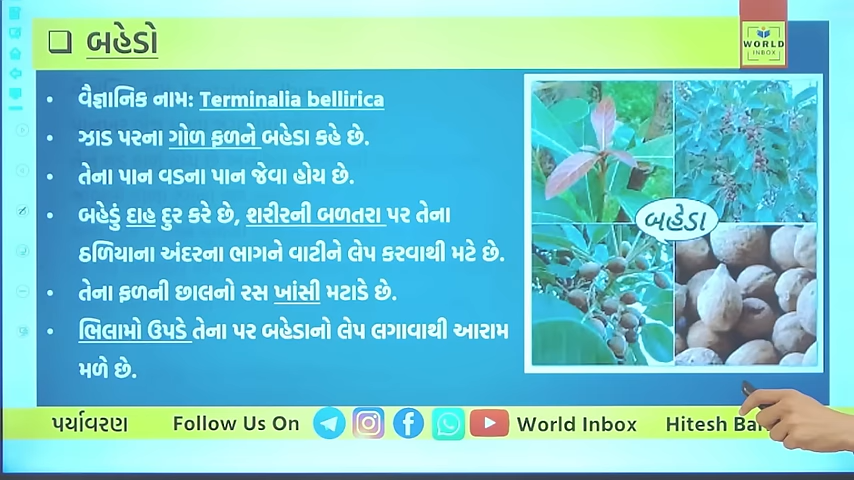 ❑ બહેડો
WORLD
INBOX
• વૈજ્ઞાનિક નામ: Terminalia bellirica
• ઝાડ પરના ગોળ ફળને બહેડા કહે છે.
• તેના પાન વડના પાન જેવા હોય છે.
• બહેડું દાહ દુર કરે છે, શરીરની બળતરા પર તેના
ઠળિયાના અંદરના ભાગને વાટીને લેપ કરવાથી મટે છે.
• તેના ફળની છાલનો રસ ખાંસી મટાડે છે.
• ભિલામો ઉપડે તેના પર બહેડાનો લેપ લગાવાથી આરામ
મળે છે.
બહેડા
પર્યાવરણ Follow Us On World Inbox Hitesh